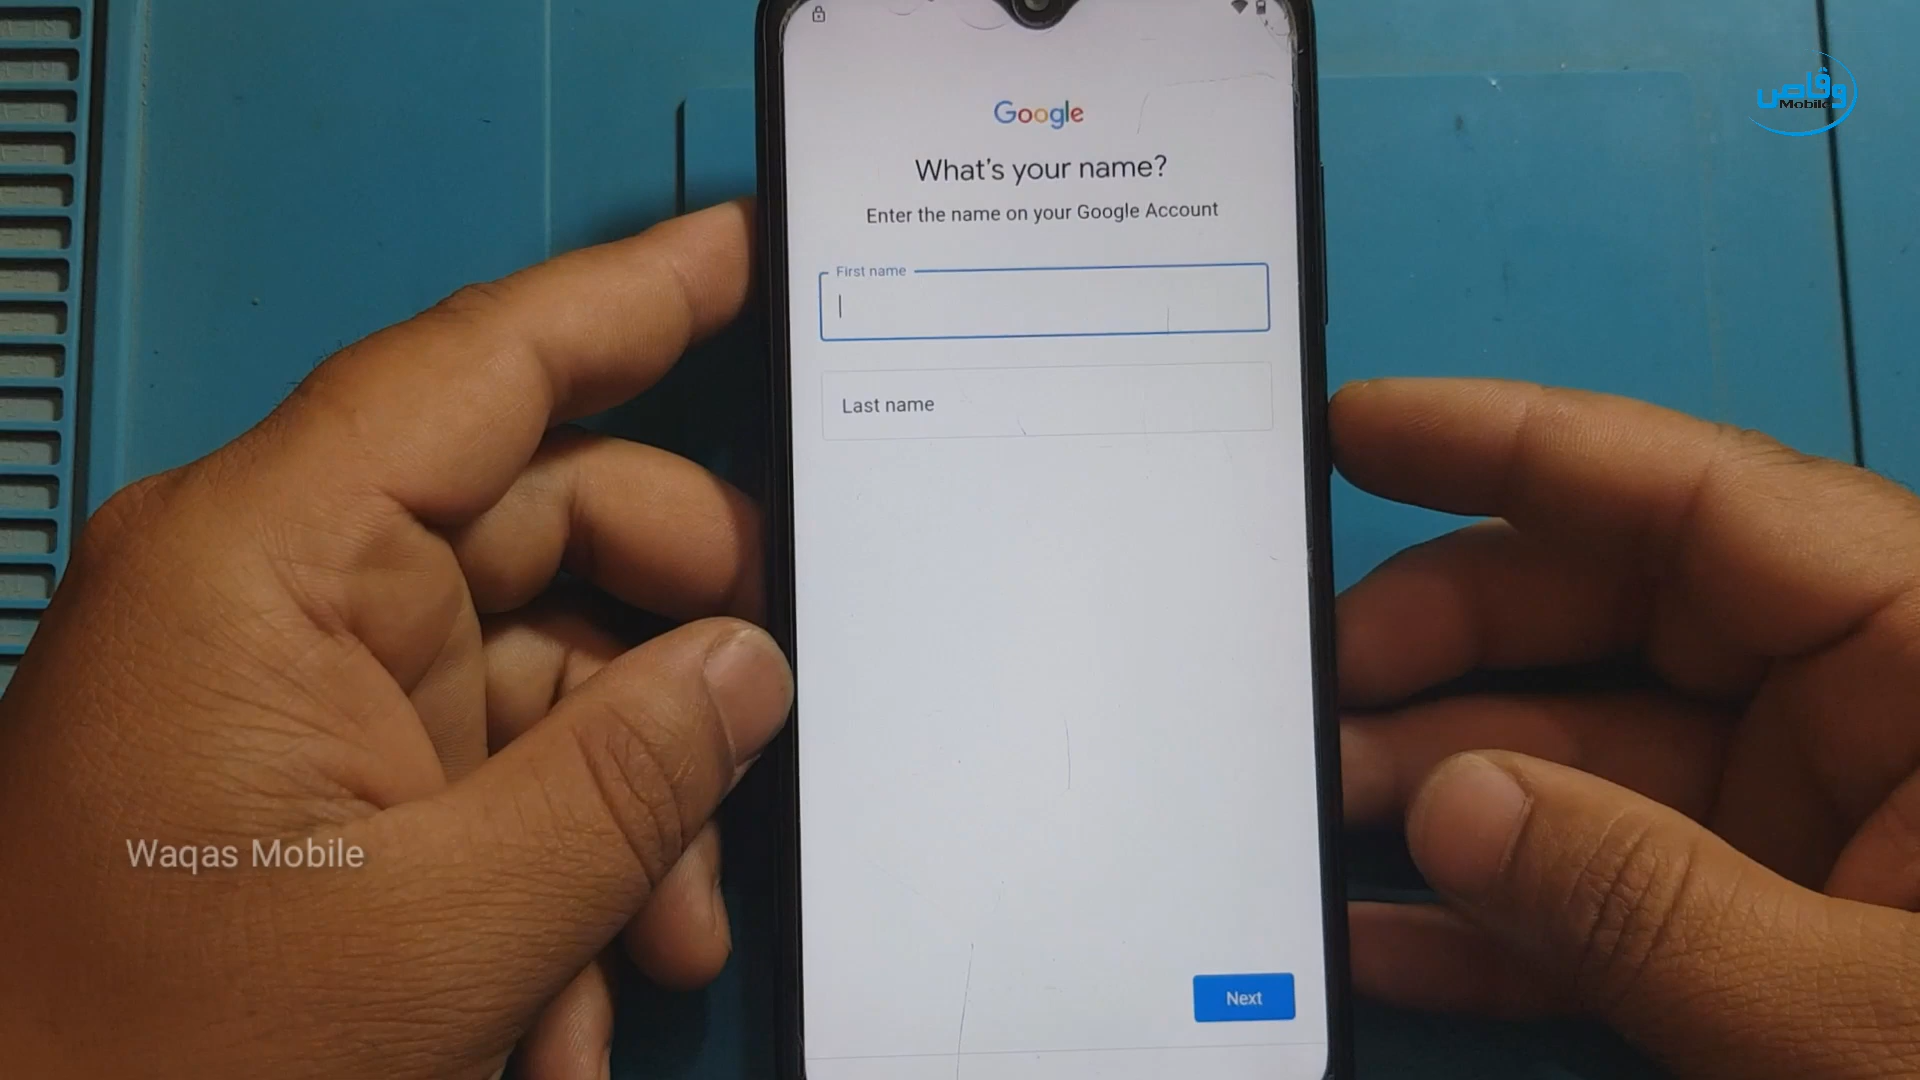 وقاص
Mobile
Google
What's your name?
Enter the name on your Google Account
First name
Last name
Next
Waqas Mobile